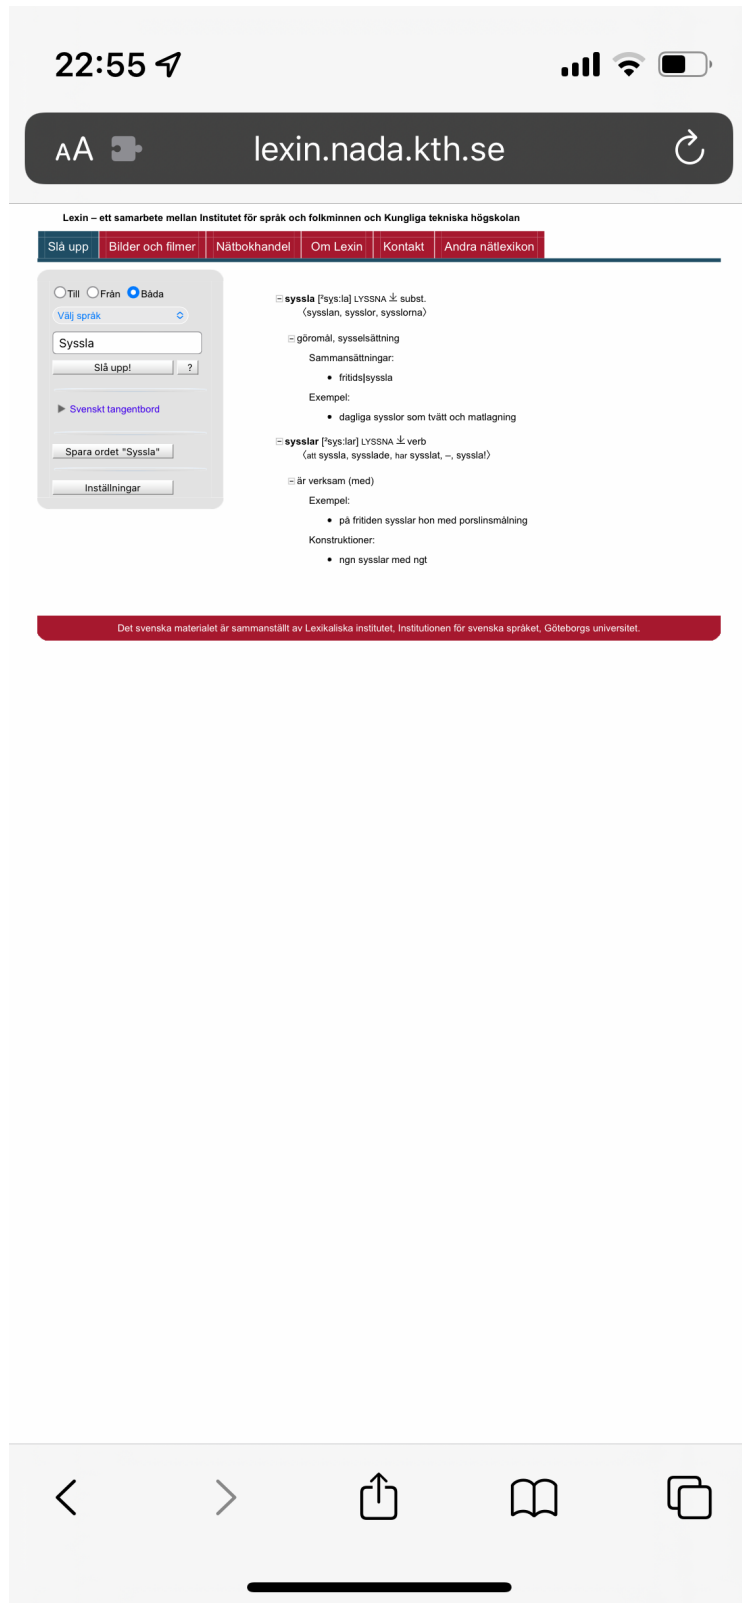 22:55
AA lexin.nada.kth.se
Lexin – ett samarbete mellan Institutet för språk och folkminnen och Kungliga tekniska högskolan
Slå upp Bilder och filmer Nätbokhandel Om Lexin Kontakt Andra nätlexikon
Till Från Båda
Välj språk
Syssla
Slå upp! ?
Svenskt tangentbord
Spara ordet "Syssla"
Inställningar
syssla [²sys:la] LYSSNA subst.
〈sysslan, sysslor, sysslorna〉
göromål, sysselsättning
Sammansättningar:
• fritids|syssla
Exempel:
• dagliga sysslor som tvätt och matlagning
sysslar [²sys:lar] LYSSNA verb
〈att syssla, sysslade, har sysslat, –, syssla!〉
är verksam (med)
Exempel:
• på fritiden sysslar hon med porslinsmålning
Konstruktioner:
• ngn sysslar med ngt
Det svenska materialet är sammanställt av Lexikaliska institutet, Institutionen för svenska språket, Göteborgs universitet.